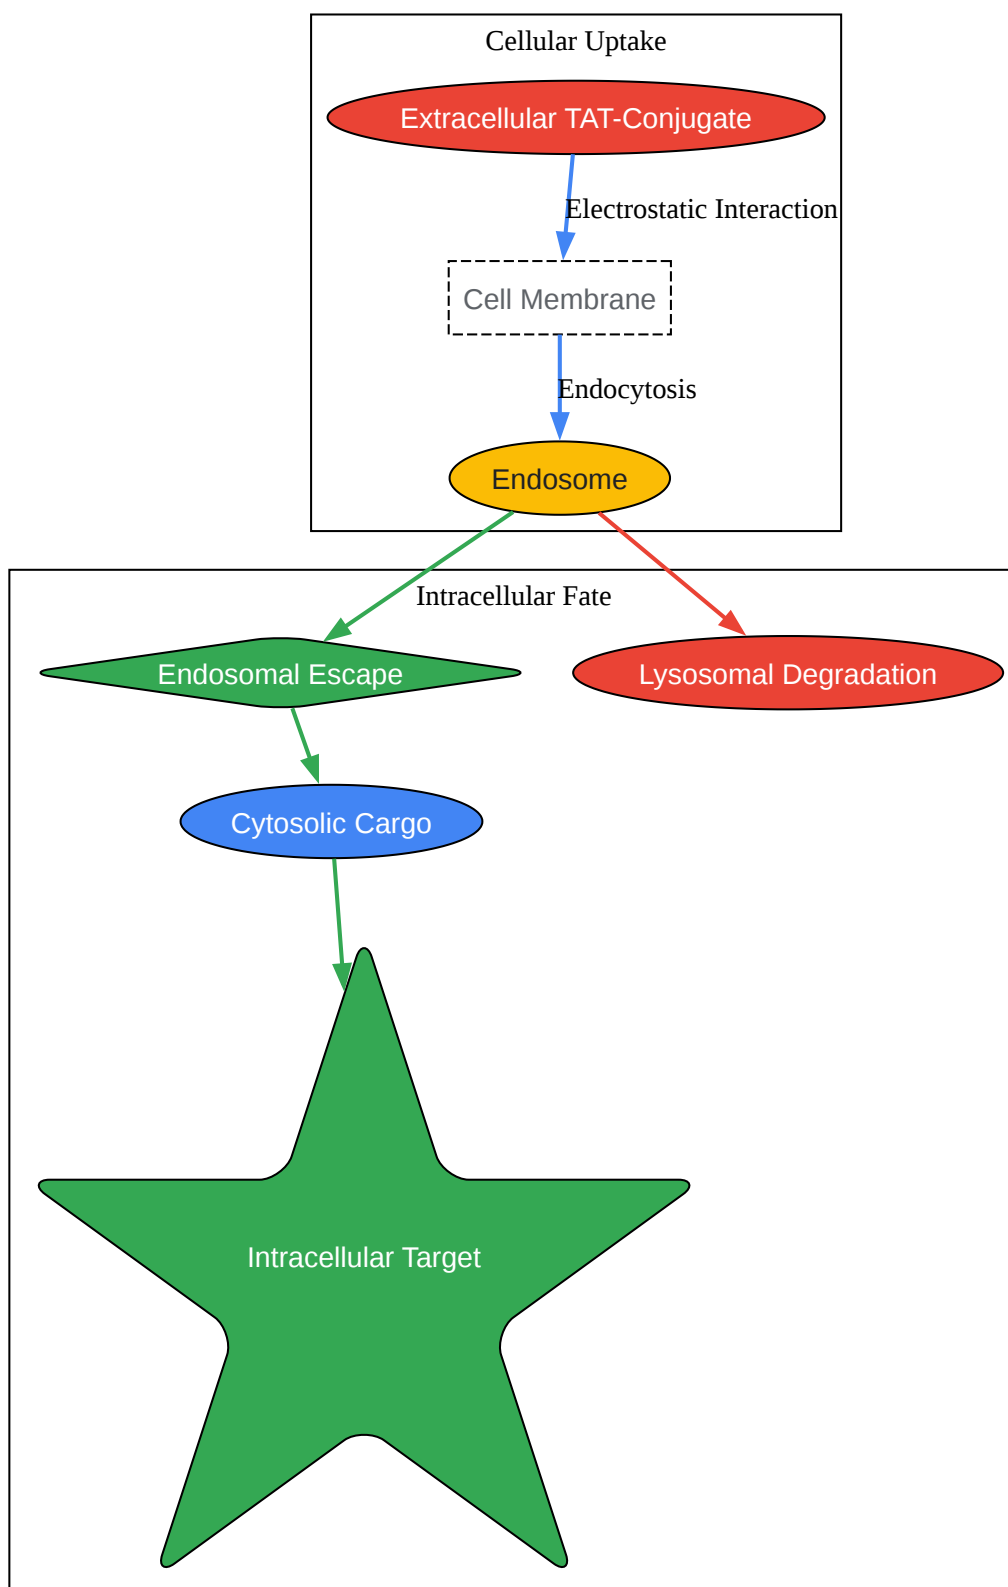 Cellular Uptake
Extracellular TAT-Conjugate
Electrostatic Interaction
Cell Membrane
Endocytosis
Endosome
Intracellular Fate
Endosomal Escape
Lysosomal Degradation
Cytosolic Cargo
Intracellular Target